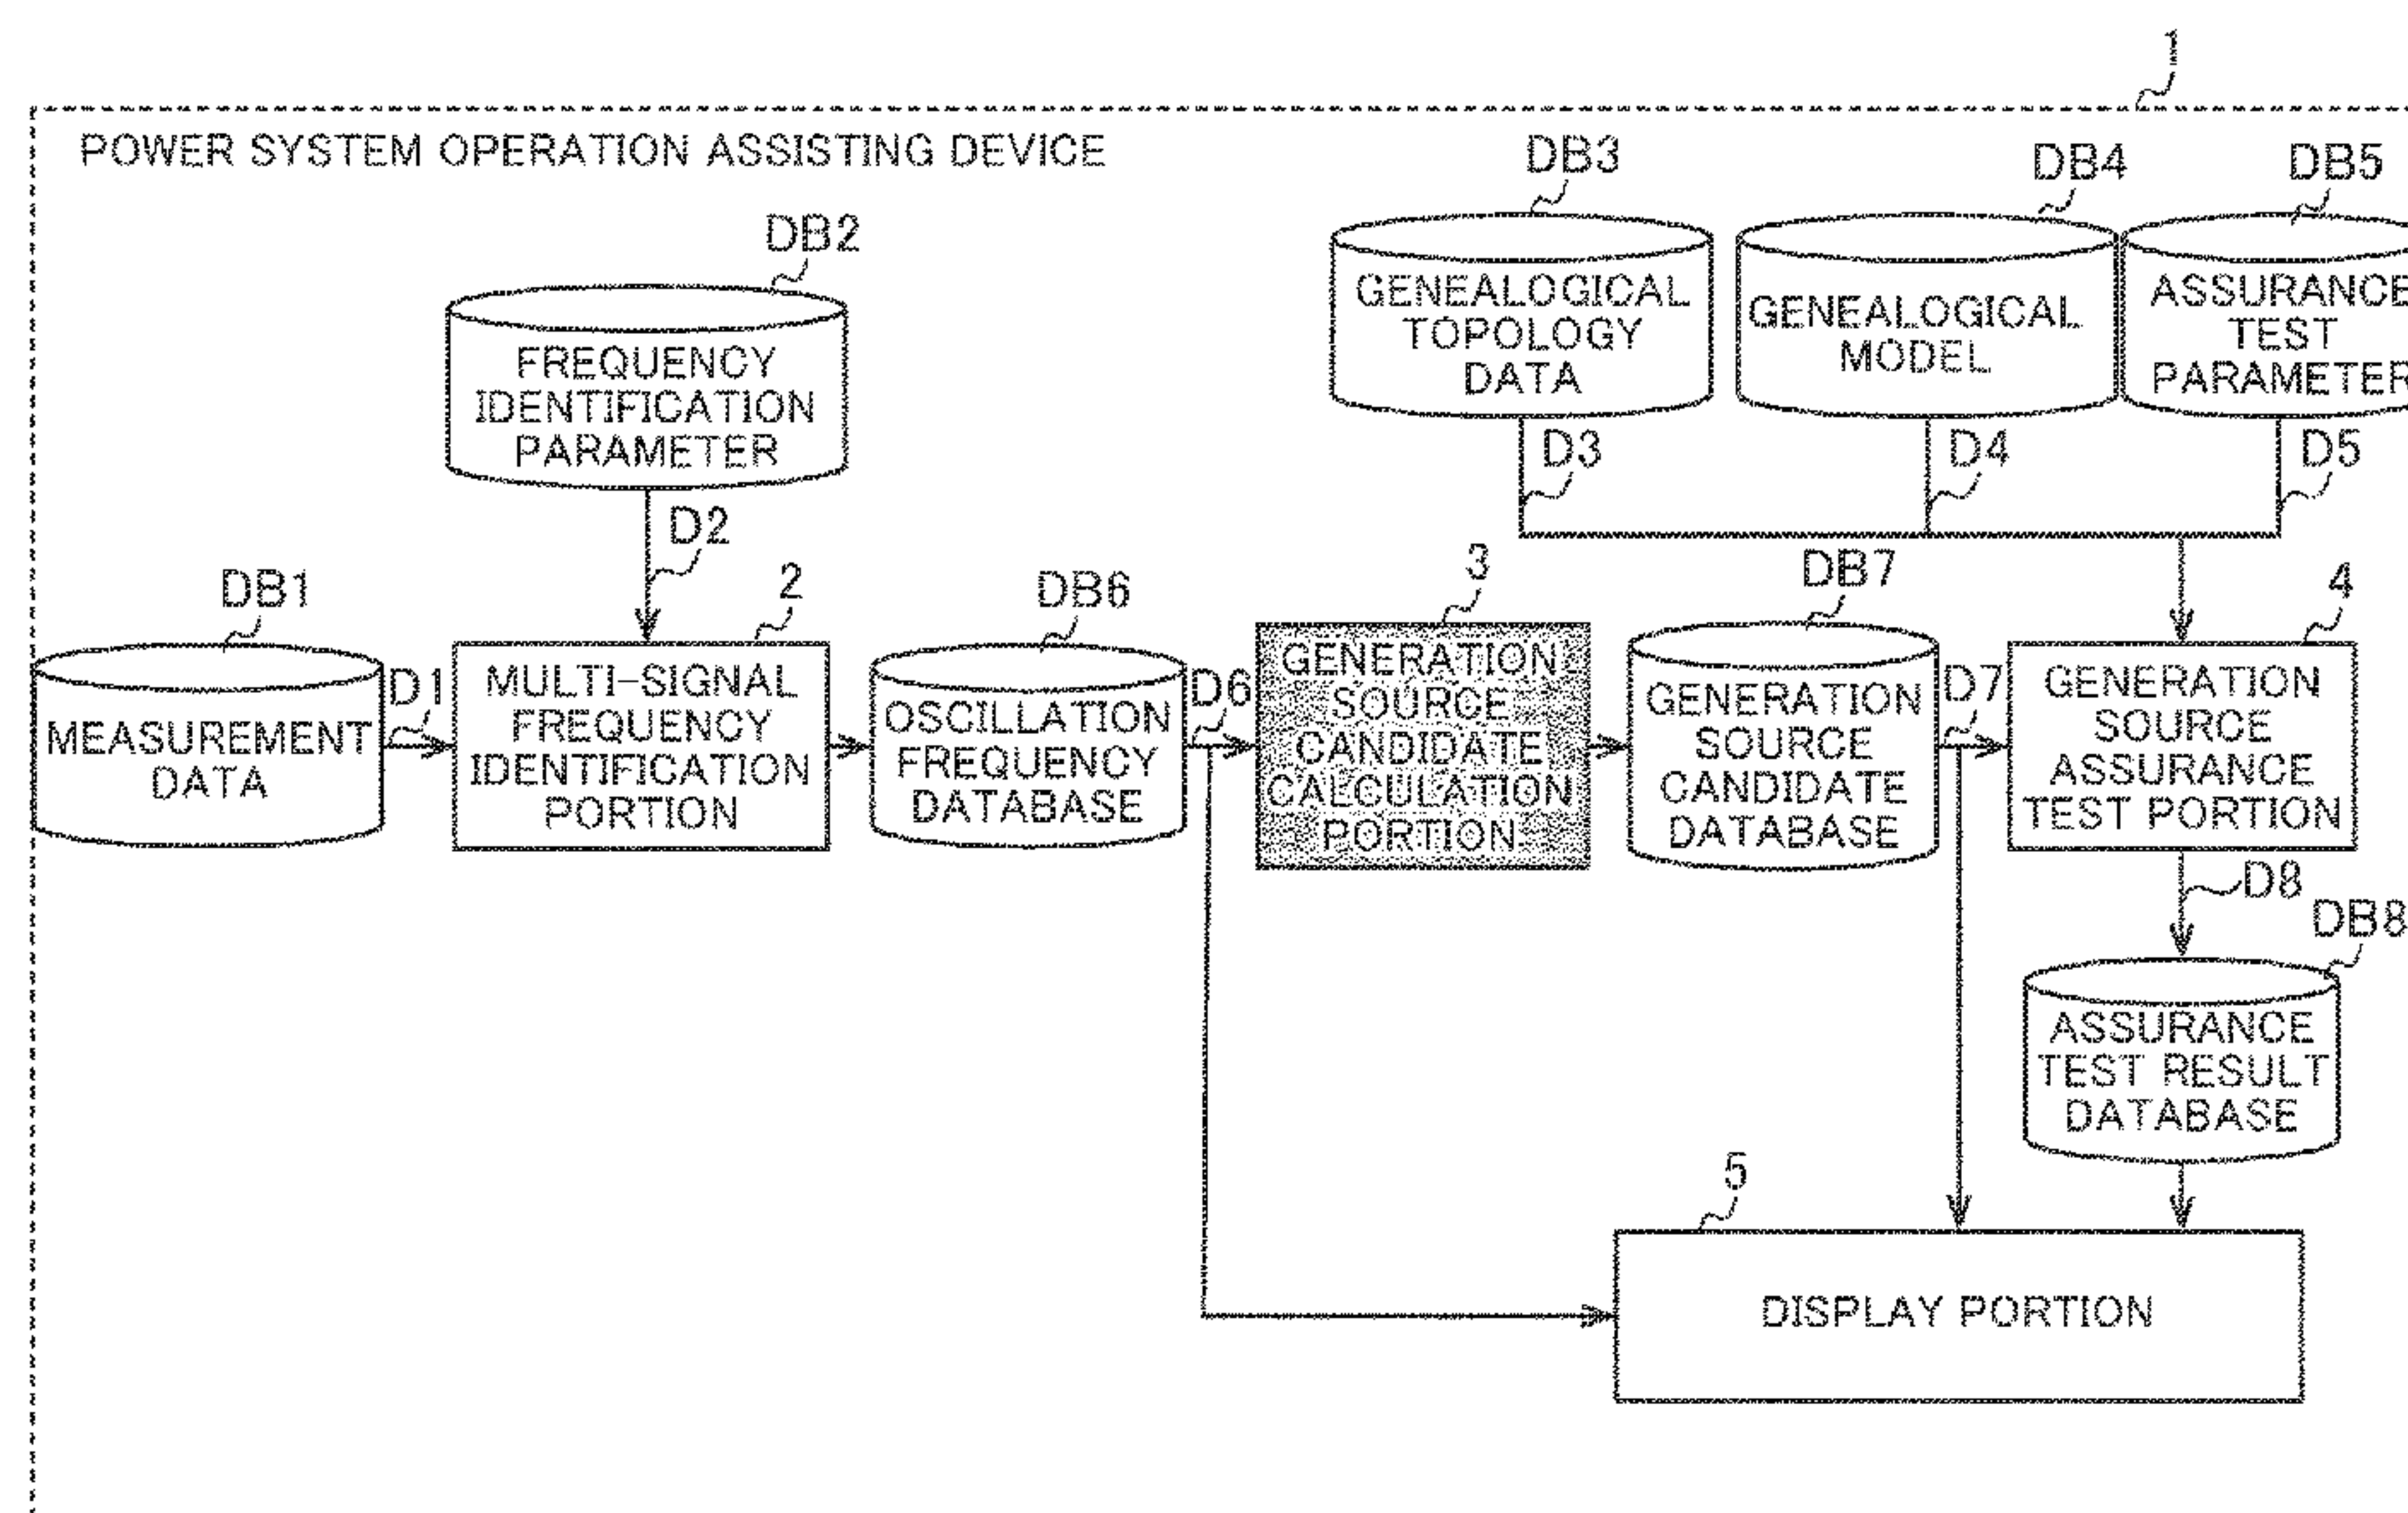 1
POWER SYSTEM OPERATION ASSISTING DEVICE
DB2
FREQUENCY
IDENTIFICATION
PARAMETER
D2
DB3
GENEALOGICAL
TOPOLOGY
DATA
D3
DB4
GENEALOGICAL
MODEL
D4
DB5
ASSURANCE
TEST
PARAMETER
D5
DB1
MEASUREMENT
DATA
D1
2
MULTI-SIGNAL
FREQUENCY
IDENTIFICATION
PORTION
DB6
OSCILLATION
FREQUENCY
DATABASE
D6
3
GENERATION
SOURCE
CANDIDATE
CALCULATION
PORTION
DB7
GENERATION
SOURCE
CANDIDATE
DATABASE
D7
4
GENERATION
SOURCE
ASSURANCE
TEST PORTION
D8
DB8
ASSURANCE
TEST RESULT
DATABASE
5
DISPLAY PORTION